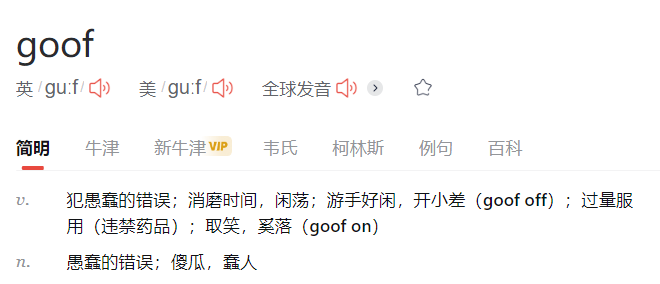 goof
英 /guːf/ 美 /guːf/ 全球发音
简明 牛津 新牛津 VIP 韦氏 柯林斯 例句 百科
v. 犯愚蠢的错误；消磨时间，闲荡；游手好闲，开小差（goof off）；过量服
用（违禁药品）；取笑，奚落（goof on）
n. 愚蠢的错误；傻瓜，蠢人